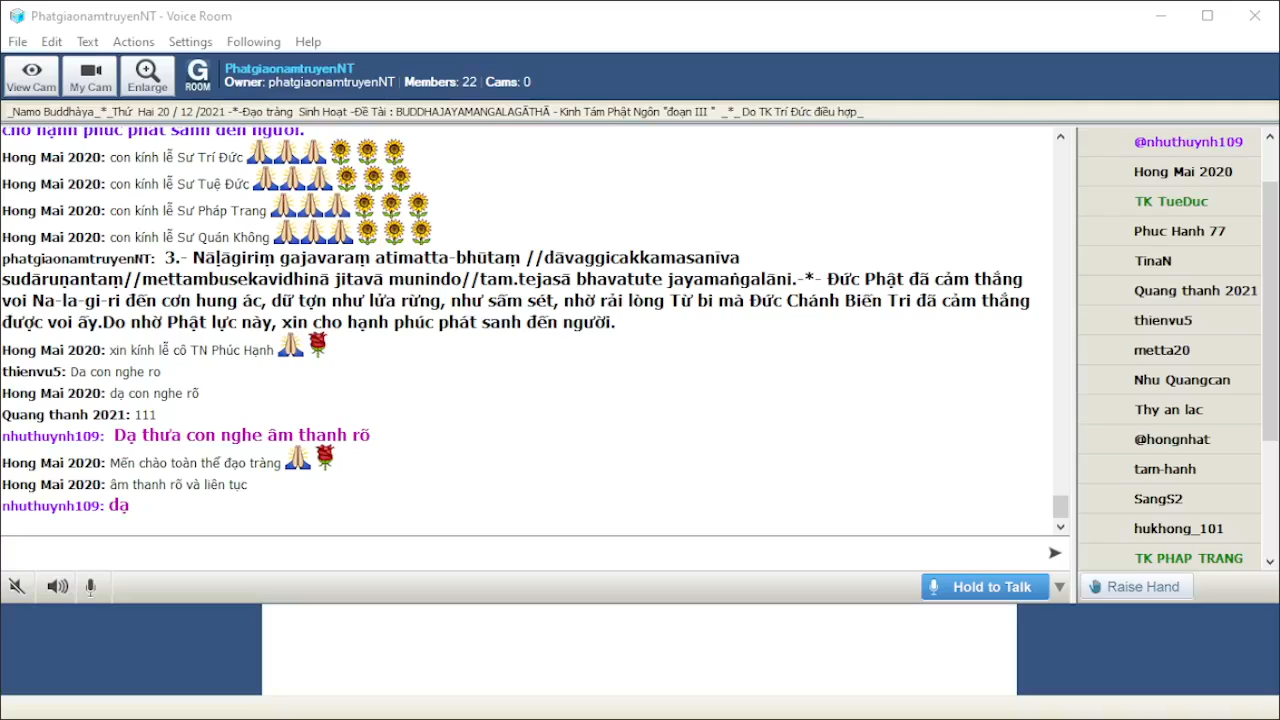 PhatgiaonamtruyenNT - Voice Room
File Edit Text Actions Settings Following Help
View Cam My Cam Enlarge G ROOM
PhatgiaonamtruyenNT
Owner: phatgiaonamtruyenNT Members: 22 Cams: 0
_Namo Buddhàya_*_Thứ Hai 20 / 12 /2021 -*-Đạo tràng Sinh Hoạt -Đề Tài : BUDDHAJAYAMANGALAGĀTHĀ - Kinh Tám Phật Ngôn "đoạn III " _*_ Do TK Trí Đức điều hợp_
cho hạnh phúc phát sanh đến người.
Hong Mai 2020: con kính lễ Sư Trí Đức
Hong Mai 2020: con kính lễ Sư Tuệ Đức
Hong Mai 2020: con kính lễ Sư Pháp Trang
Hong Mai 2020: con kính lễ Sư Quán Không
phatgiaonamtruyenNT: 3.- Nāḷāgiriṃ gajavaraṃ atimatta-bhūtaṃ //dāvaggicakkamasanīva
sudāruṇantaṃ//mettambusekavidhinā jitavā munindo//tam.tejasā bhavatute jayamaṅgalāni.-*- Đức Phật đã cảm thắng
voi Na-la-gi-ri đến cơn hung ác, dữ tợn như lửa rừng, như sấm sét, nhờ rải lòng Từ bi mà Đức Chánh Biến Tri đã cảm thắng
được voi ấy.Do nhờ Phật lực này, xin cho hạnh phúc phát sanh đến người.
Hong Mai 2020: xin kính lễ cô TN Phúc Hạnh
thienvu5: Da con nghe ro
Hong Mai 2020: dạ con nghe rõ
Quang thanh 2021: 111
nhuthuynh109: Dạ thưa con nghe âm thanh rõ
Hong Mai 2020: Mến chào toàn thể đạo tràng
Hong Mai 2020: âm thanh rõ và liên tục
nhuthuynh109: dạ
@nhuthuynh109
Hong Mai 2020
TK TueDuc
Phuc Hanh 77
TinaN
Quang thanh 2021
thienvu5
metta20
Nhu Quangcan
Thy an lac
@hongnhat
tam-hanh
SangS2
hukhong_101
TK PHAP TRANG
Hold to Talk
Raise Hand